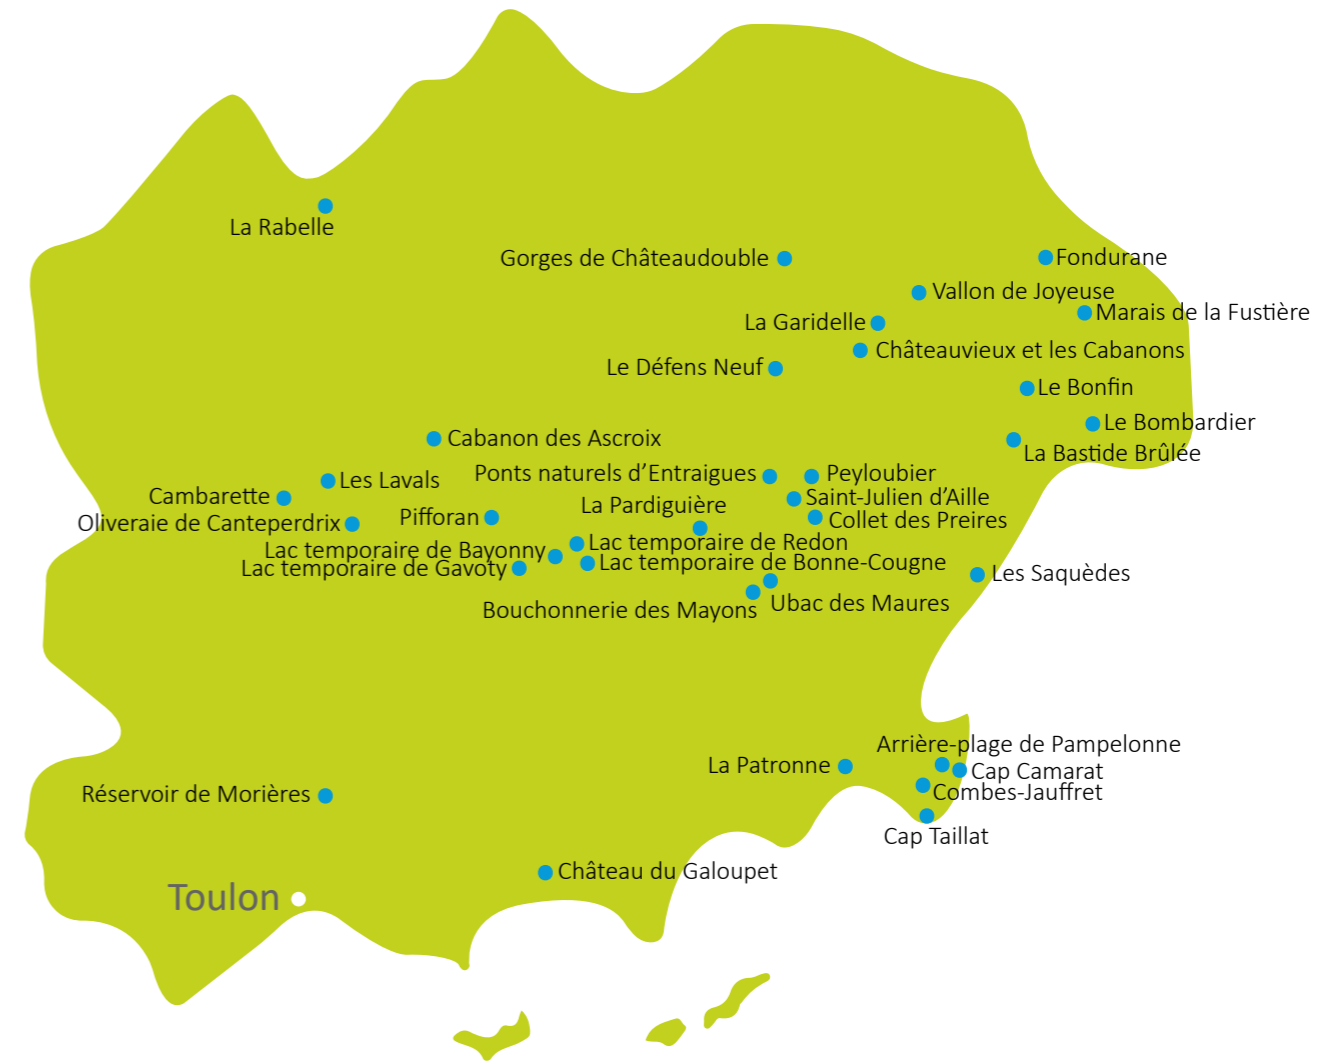 La Rabelle
Gorges de Châteaudouble
Fondurane
Vallon de Joyeuse
Marais de la Fustière
La Garidelle
Châteauvieux et les Cabanons
Le Défens Neuf
Le Bonfin
Le Bombardier
Cabanon des Ascroix
La Bastide Brûlée
Ponts naturels d’Entraigues
Peyloubier
Les Lavals
Cambarette
Saint-Julien d’Aille
La Pardiguière
Pifforan
Collet des Preires
Oliveraie de Canteperdrix
Lac temporaire de Redon
Lac temporaire de Bayonny
Lac temporaire de Bonne-Cougne
Lac temporaire de Gavoty
Les Saquèdes
Ubac des Maures
Bouchonnerie des Mayons
Arrière-plage de Pampelonne
La Patronne
Cap Camarat
Combes-Jauffret
Réservoir de Morières
Cap Taillat
Château du Galoupet
Toulon